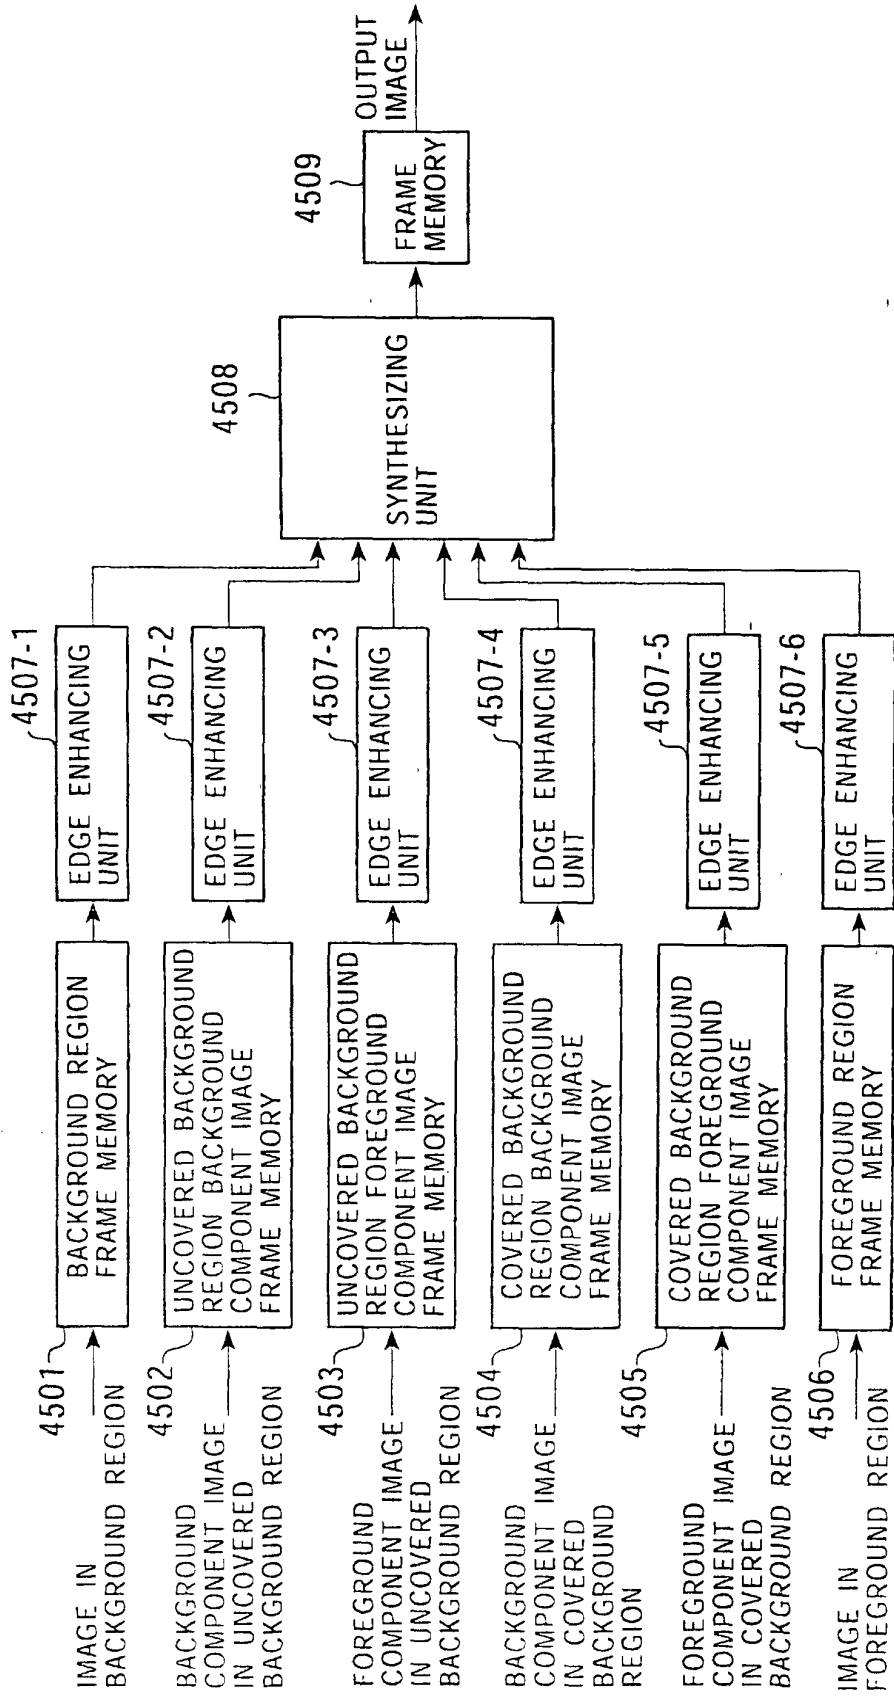 IMAGE IN
BACKGROUND REGION
4501
BACKGROUND REGION
FRAME MEMORY
4507-1
EDGE ENHANCING
UNIT
BACKGROUND
COMPONENT IMAGE
IN UNCOVERED
BACKGROUND REGION
4502
UNCOVERED BACKGROUND
REGION BACKGROUND
COMPONENT IMAGE
FRAME MEMORY
4507-2
EDGE ENHANCING
UNIT
FOREGROUND
COMPONENT IMAGE
IN UNCOVERED
BACKGROUND REGION
4503
UNCOVERED BACKGROUND
REGION FOREGROUND
COMPONENT IMAGE
FRAME MEMORY
4507-3
EDGE ENHANCING
UNIT
BACKGROUND
COMPONENT IMAGE
IN COVERED
BACKGROUND
REGION
4504
COVERED BACKGROUND
REGION BACKGROUND
COMPONENT IMAGE
FRAME MEMORY
4507-4
EDGE ENHANCING
UNIT
FOREGROUND
COMPONENT IMAGE
IN COVERED
BACKGROUND REGION
4505
COVERED BACKGROUND
REGION FOREGROUND
COMPONENT IMAGE
FRAME MEMORY
4507-5
EDGE ENHANCING
UNIT
IMAGE IN
FOREGROUND REGION
4506
FOREGROUND REGION
FRAME MEMORY
4507-6
EDGE ENHANCING
UNIT
4508
SYNTHESIZING
UNIT
4509
FRAME
MEMORY
OUTPUT
IMAGE